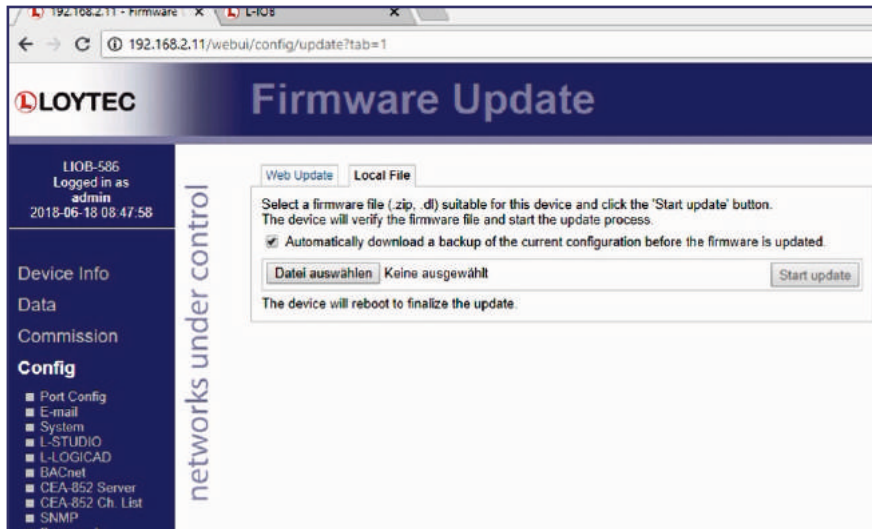 192.168.2.11 - Firmware
L-IOB
192.168.2.11/webui/config/update?tab=1
LOYTEC
Firmware Update
LIOB-586
Logged in as
admin
2018-06-18 08:47:58
networks under control
Device Info
Data
Commission
Config
Port Config
E-mail
System
L-STUDIO
L-LOGICAD
BACnet
CEA-852 Server
CEA-852 Ch. List
SNMP
Web Update
Local File
Select a firmware file (.zip, .dl) suitable for this device and click the 'Start update' button.
The device will verify the firmware file and start the update process.
Automatically download a backup of the current configuration before the firmware is updated.
Datei auswählen Keine ausgewählt
Start update
The device will reboot to finalize the update.